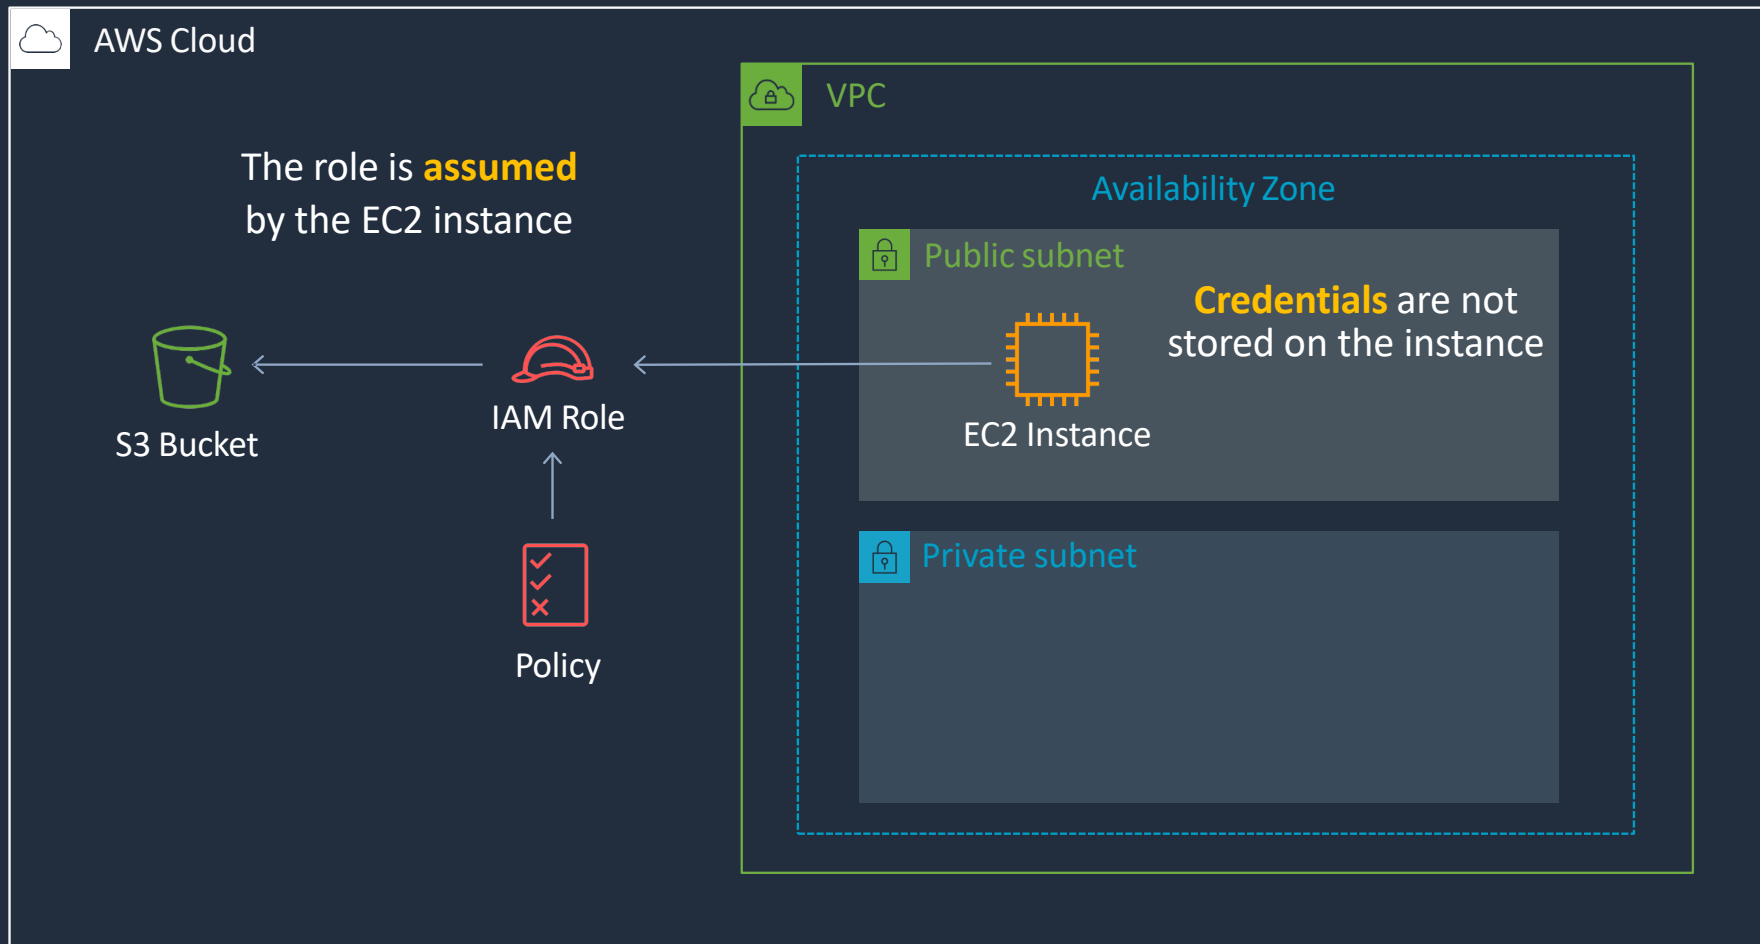 AWS Cloud
VPC
The role is assumed
by the EC2 instance
Availability Zone
Public subnet
Credentials are not
stored on the instance
S3 Bucket
IAM Role
EC2 Instance
Private subnet
Policy